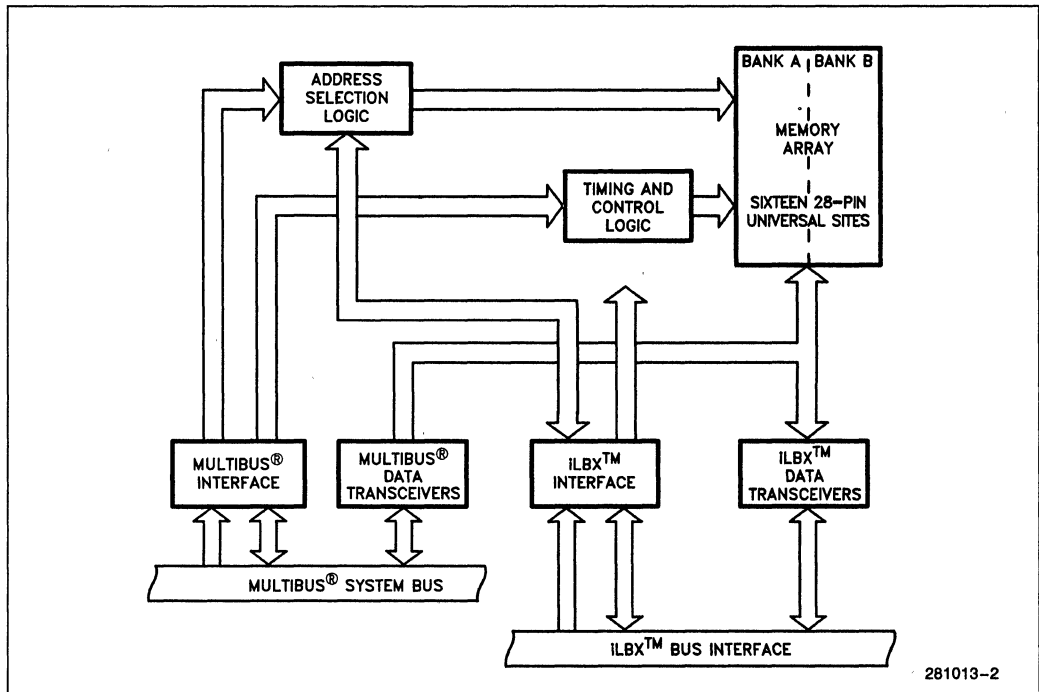 ADDRESS
SELECTION
LOGIC
BANK A
BANK B
MEMORY
ARRAY
SIXTEEN 28-PIN
UNIVERSAL SITES
TIMING AND
CONTROL
LOGIC
MULTIBUS®
INTERFACE
MULTIBUS®
DATA
TRANSCEIVERS
iLBX™
INTERFACE
iLBX™
DATA
TRANSCEIVERS
MULTIBUS® SYSTEM BUS
iLBX™ BUS INTERFACE
281013-2